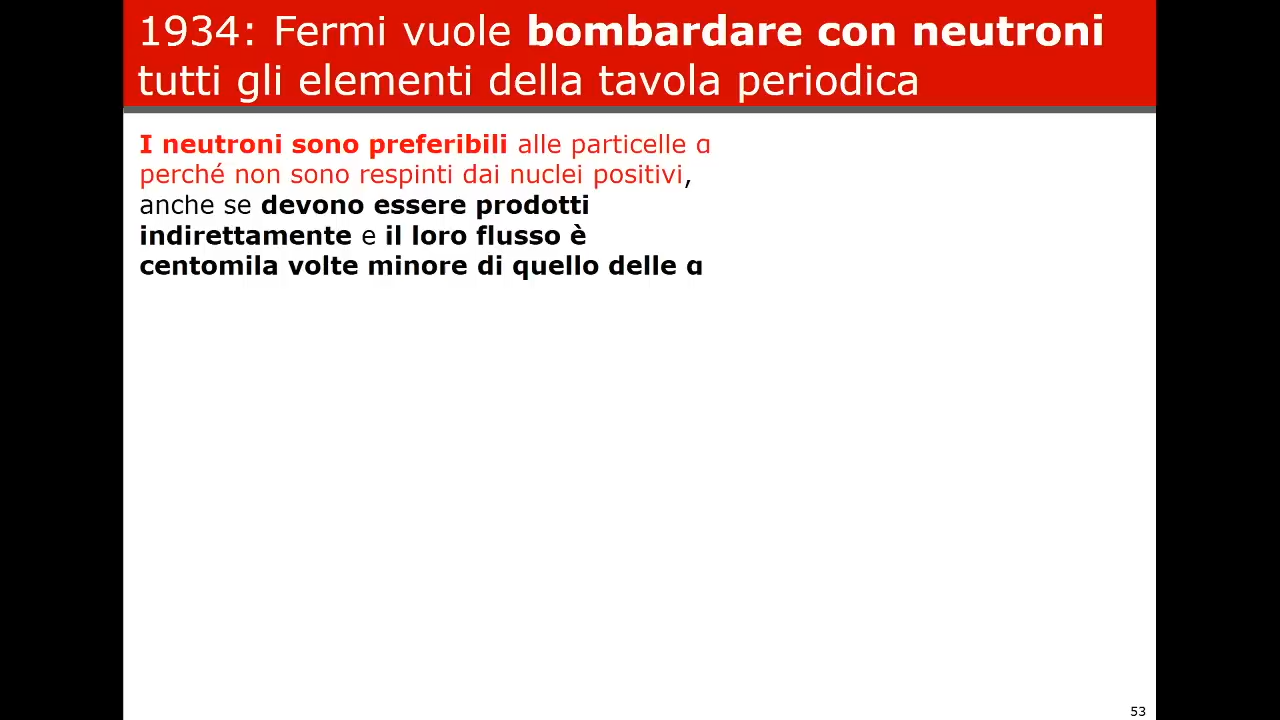 1934: Fermi vuole bombardare con neutroni
tutti gli elementi della tavola periodica
I neutroni sono preferibili alle particelle α
perché non sono respinti dai nuclei positivi,
anche se devono essere prodotti
indirettamente e il loro flusso è
centomila volte minore di quello delle α
53